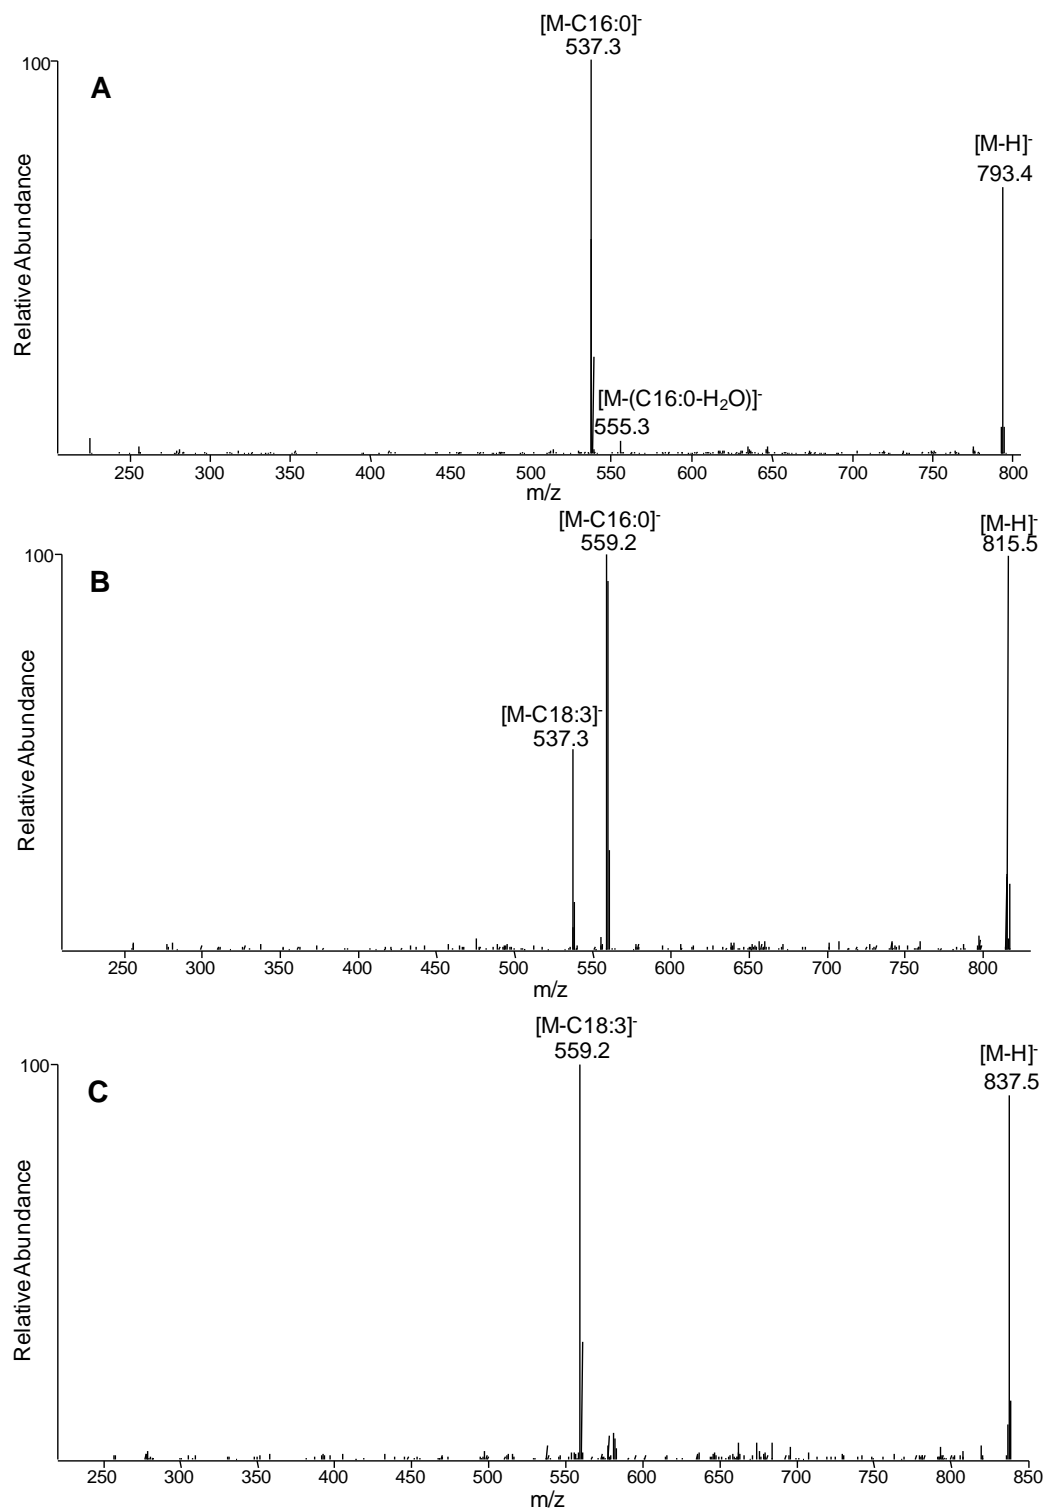 [M-C16:0]-
537.3
100
A
[M-H]-
793.4
Relative Abundance
[M-(C16:0-H₂O)]-
555.3
250 300 350 400 450 500 550 600 650 700 750 800
m/z
[M-C16:0]-
559.2
[M-H]-
815.5
100
B
[M-C18:3]-
537.3
Relative Abundance
250 300 350 400 450 500 550 600 650 700 750 800
m/z
[M-C18:3]-
559.2
[M-H]-
837.5
100
C
Relative Abundance
250 300 350 400 450 500 550 600 650 700 750 800 850
m/z